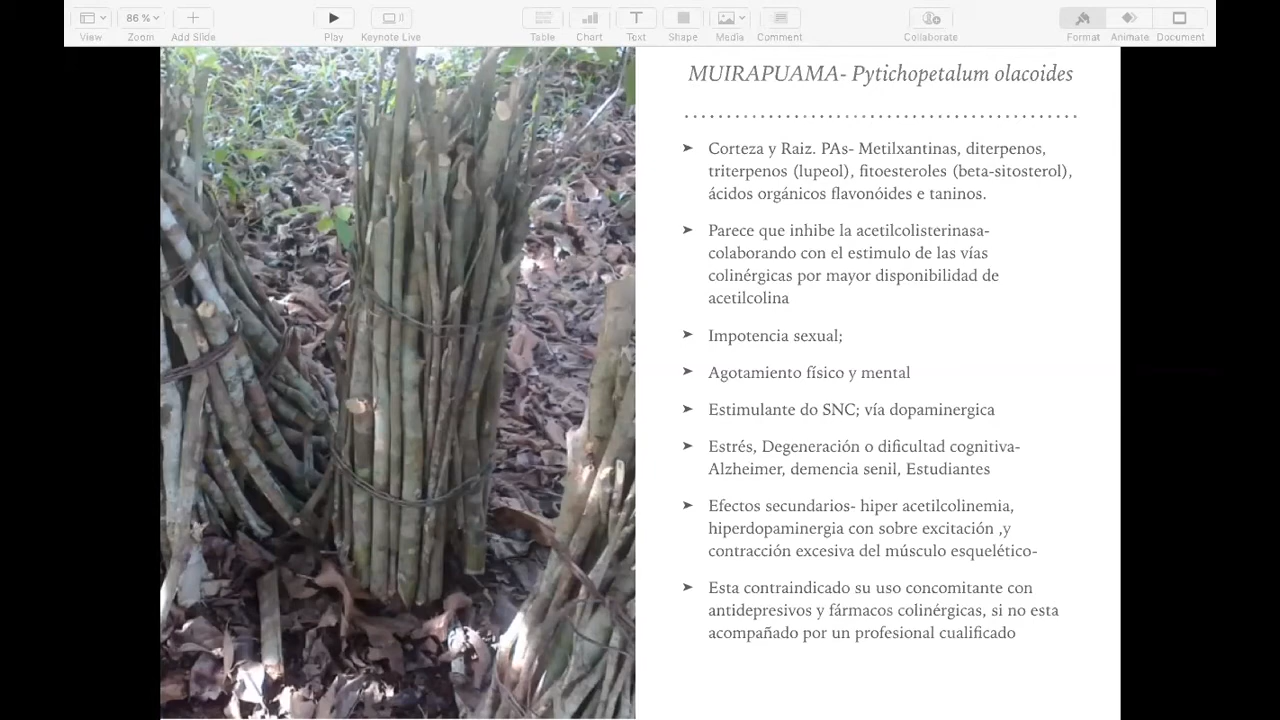 86 %
View
Zoom
Add Slide
Play
Keynote Live
Table
Chart
Text
Shape
Media
Comment
Collaborate
Format
Animate
Document
MUIRAPUAMA- Pytichopetalum olacoides
➤ Corteza y Raiz. PAs- Metilxantinas, diterpenos,
triterpenos (lupeol), fitoesteroles (beta-sitosterol),
ácidos orgánicos flavonóides e taninos.
➤ Parece que inhibe la acetilcolisterinasa-
colaborando con el estimulo de las vías
colinérgicas por mayor disponibilidad de
acetilcolina
➤ Impotencia sexual;
➤ Agotamiento físico y mental
➤ Estimulante do SNC; vía dopaminergica
➤ Estrés, Degeneración o dificultad cognitiva-
Alzheimer, demencia senil, Estudiantes
➤ Efectos secundarios- hiper acetilcolinemia,
hiperdopaminergia con sobre excitación ,y
contracción excesiva del músculo esquelético-
➤ Esta contraindicado su uso concomitante con
antidepresivos y fármacos colinérgicas, si no esta
acompañado por un profesional cualificado